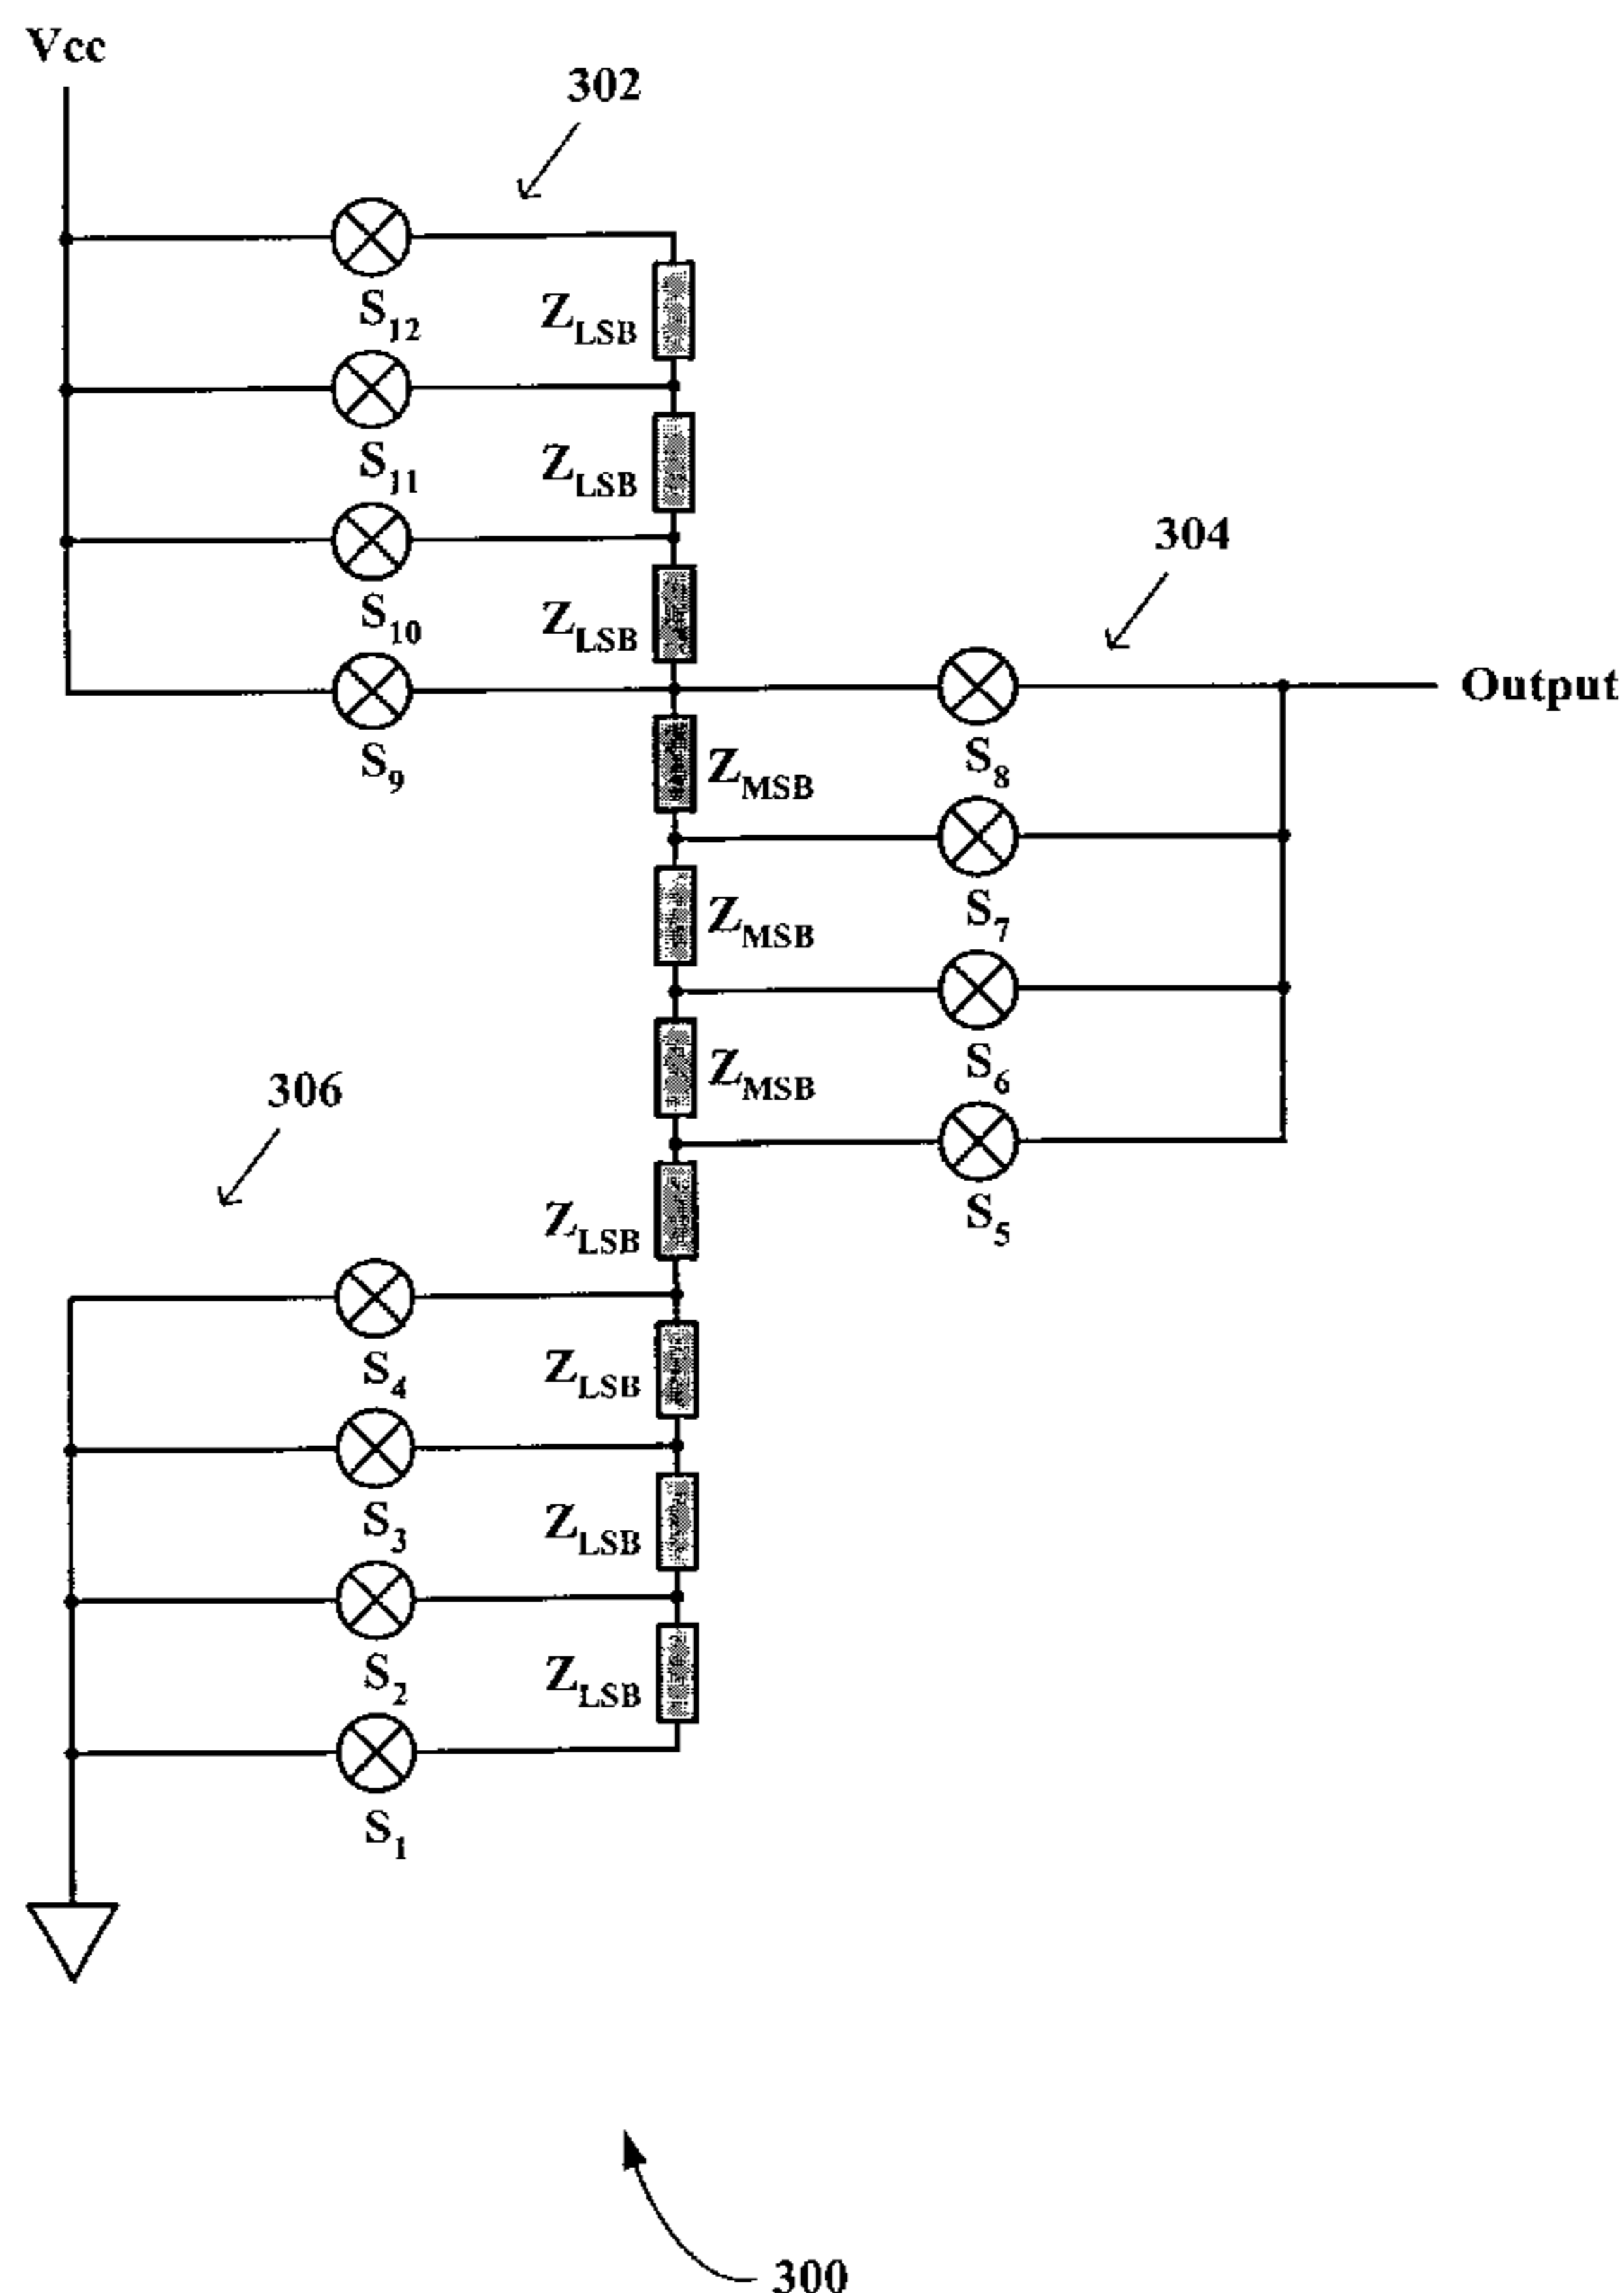 Vcc
302
S12
ZLSB
S11
ZLSB
S10
ZLSB
304
S9
Output
S8
ZMSB
S7
ZMSB
S6
ZMSB
S5
306
ZLSB
S4
ZLSB
S3
ZLSB
S2
ZLSB
S1
300